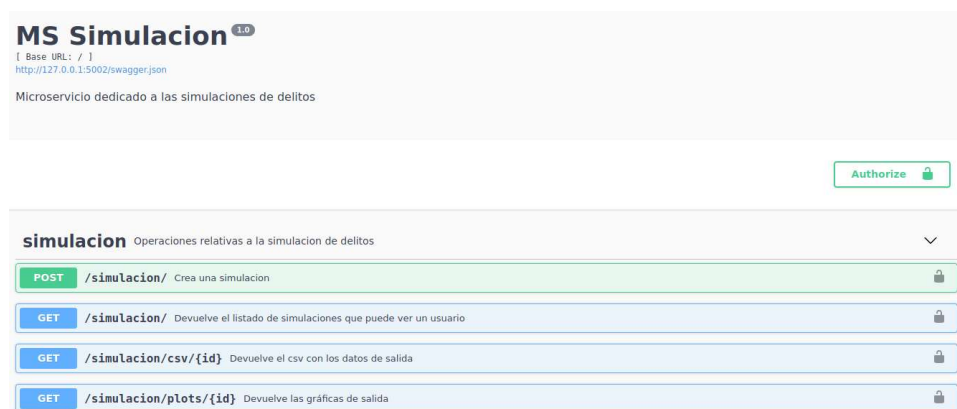 MS Simulacion 1.0
[ Base URL: / ]
http://127.0.0.1:5002/swagger.json
Microservicio dedicado a las simulaciones de delitos
Authorize
simulacion Operaciones relativas a la simulacion de delitos
POST /simulacion/ Crea una simulacion
GET /simulacion/ Devuelve el listado de simulaciones que puede ver un usuario
GET /simulacion/csv/{id} Devuelve el csv con los datos de salida
GET /simulacion/plots/{id} Devuelve las gráficas de salida